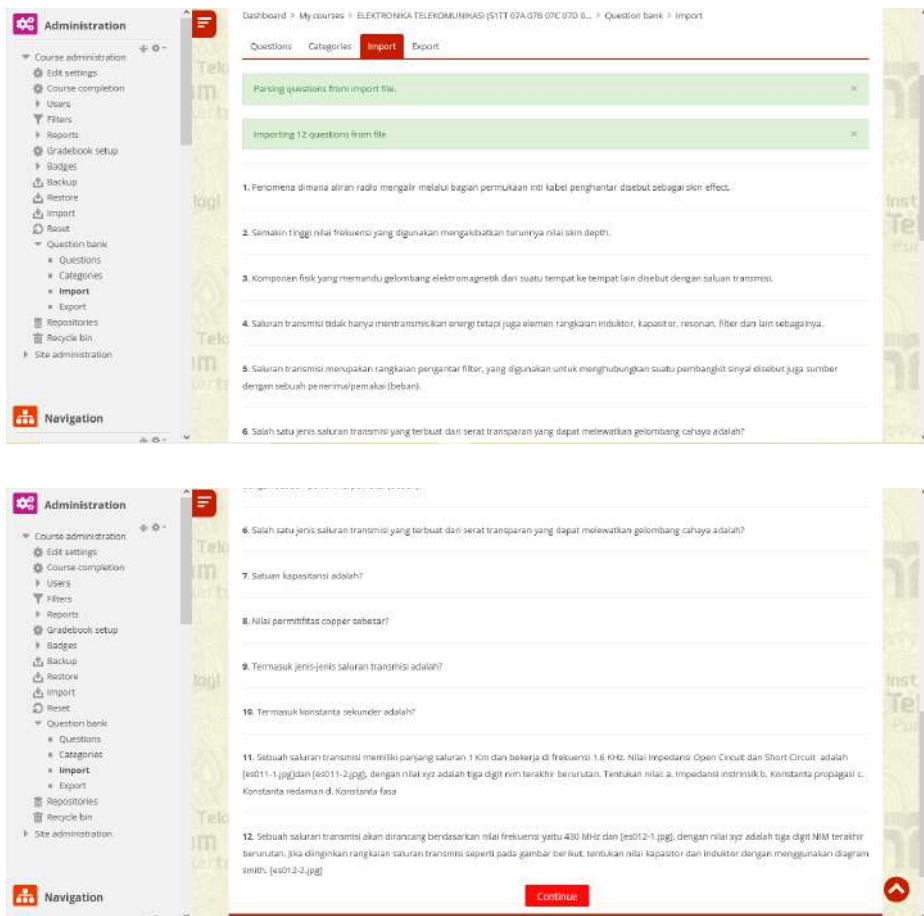 Administration
Course administration
Edit settings
Course completion
Users
Filters
Reports
Gradebook setup
Badges
Backup
Restore
Import
Reset
Question bank
Questions
Categories
Import
Export
Repositories
Recycle bin
Site administration
Navigation
Dashboard > My courses > ELEKTRONIKA TELEKOMUNIKASI (S1TT 07A 07B 07C 07D 0... > Question bank > Import
Questions Categories Import Export
Parsing questions from import file.
Importing 12 questions from file
1. Fenomena dimana aliran radio mengalir melalui bagian permukaan inti kabel penghantar disebut sebagai skin effect.
2. Semakin tinggi nilai frekuensi yang digunakan mengakibatkan turunnya nilai skin depth.
3. Komponen fisik yang memandu gelombang elektromagnetik dari suatu tempat ke tempat lain disebut dengan saluan transmisi.
4. Saluran transmisi tidak hanya mentransmisikan energi tetapi juga elemen rangkaian induktor, kapasitor, resonan, filter dan lain sebagainya.
5. Saluran transmisi merupakan rangkaian pengantar filter, yang digunakan untuk menghubungkan suatu pembangkit sinyal disebut juga sumber
dengan sebuah penerima/pemakai (beban).
6. Salah satu jenis saluran transmisi yang terbuat dari serat transparan yang dapat melewatkan gelombang cahaya adalah?
Administration
Course administration
Edit settings
Course completion
Users
Filters
Reports
Gradebook setup
Badges
Backup
Restore
Import
Reset
Question bank
Questions
Categories
Import
Export
Repositories
Recycle bin
Site administration
Navigation
6. Salah satu jenis saluran transmisi yang terbuat dari serat transparan yang dapat melewatkan gelombang cahaya adalah?
7. Satuan kapasitansi adalah?
8. Nilai permitifitas copper sebesar?
9. Termasuk jenis-jenis saluran transmisi adalah?
10. Termasuk konstanta sekunder adalah?
11. Sebuah saluran transmisi memiliki panjang saluran 1 Km dan bekerja di frekuensi 1.6 KHz. Nilai Impedansi Open Circuit dan Short Circuit adalah
[es011-1.jpg]dan [es011-2.jpg], dengan nilai xyz adalah tiga digit nim terakhir berurutan. Tentukan nilai: a. Impedansi instrinsik b. Konstanta propagasi c.
Konstanta redaman d. Konstanta fasa
12. Sebuah saluran transmisi akan dirancang berdasarkan nilai frekuensi yaitu 430 MHz dan [es012-1.jpg], dengan nilai xyz adalah tiga digit NIM terakhir
berurutan. Jika diinginkan rangkaian saluran transmisi seperti pada gambar berikut, tentukan nilai kapasitor dan induktor dengan menggunakan diagram
smith. [es012-2.jpg]
Continue